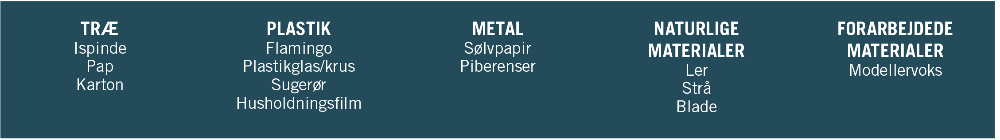 TRÆ
Ispinde
Pap
Karton
PLASTIK
Flamingo
Plastikglas/krus
Sugerør
Husholdningsfilm
METAL
Sølvpapir
Piberenser
NATURLIGE
MATERIALER
Ler
Strå
Blade
FORARBEJDEDE
MATERIALER
Modellervoks